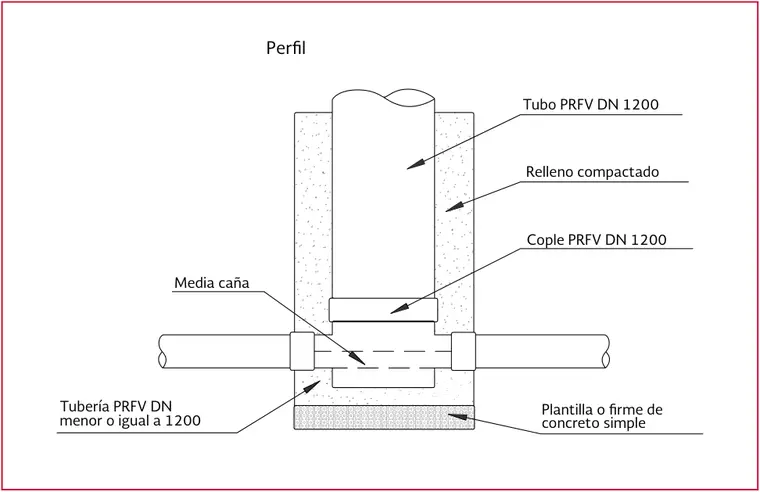 Perfil
Tubo PRFV DN 1200
Relleno compactado
Cople PRFV DN 1200
Media caña
Tubería PRFV DN
menor o igual a 1200
Plantilla o firme de
concreto simple